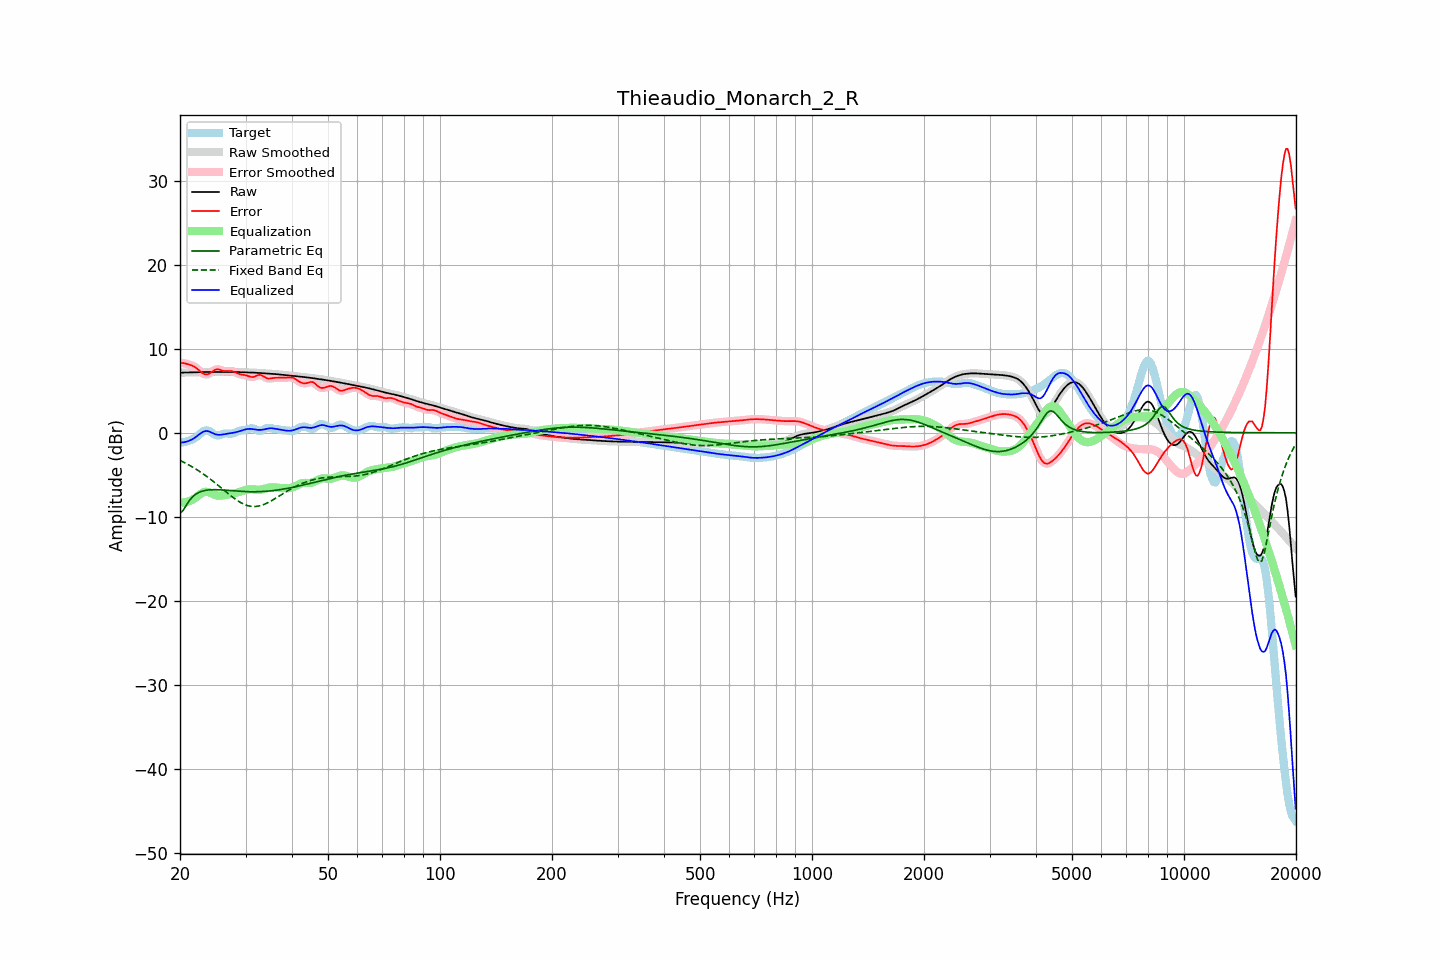 Thieaudio_Monarch_2_R
Target
Raw Smoothed
Error Smoothed
Raw
Error
Equalization
Parametric Eq
Fixed Band Eq
Equalized
30
20
10
0
−10
−20
−30
−40
−50
Amplitude (dBr)
20
50
100
200
500
1000
2000
5000
10000
20000
Frequency (Hz)